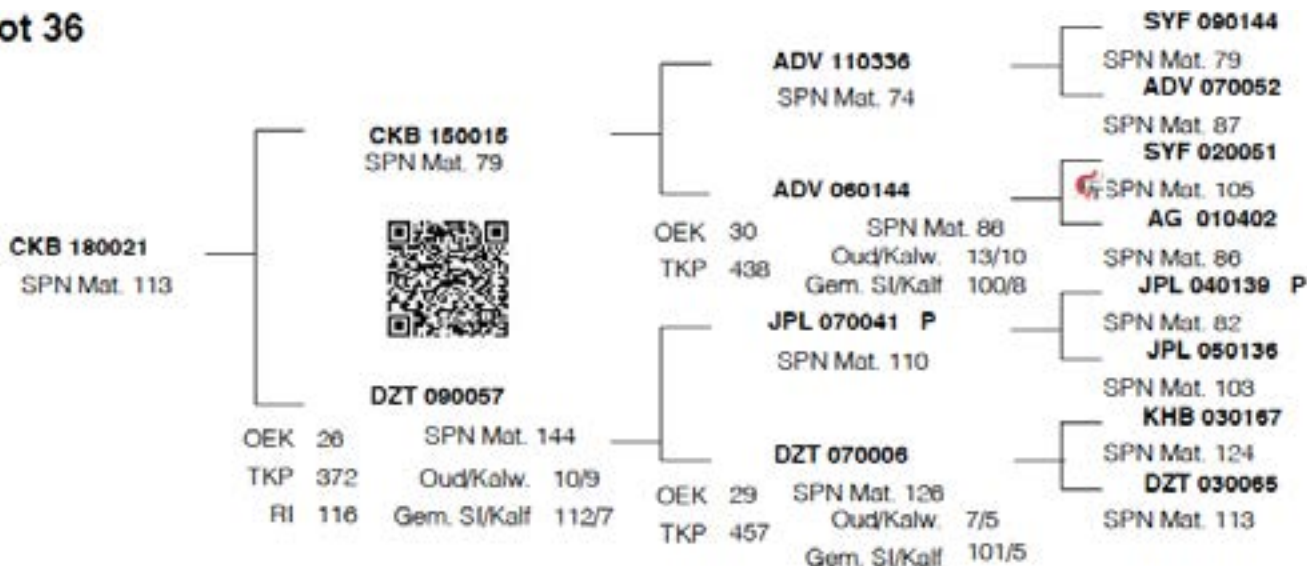 ot 36
CKB 180021
SPN Mat. 113
CKB 150015
SPN Mat. 79
DZT 090057
OEK 26 SPN Mat. 144
TKP 372 Oud/Kalw. 10/9
RI 116 Gem. SI/Kalf 112/7
ADV 110336
SPN Mat. 74
ADV 060144
OEK 30 SPN Mat. 86
TKP 438 Oud/Kalw. 13/10
Gem. SI/Kalf 100/8
JPL 070041 P
SPN Mat. 110
DZT 070006
OEK 29 SPN Mat. 126
TKP 457 Oud/Kalw. 7/5
Gem. SI/Kalf 101/5
SYF 090144
SPN Mat. 79
ADV 070052
SPN Mat. 87
SYF 020051
SPN Mat. 105
AG 010402
SPN Mat. 86
JPL 040139 P
SPN Mat. 82
JPL 050136
SPN Mat. 103
KHB 030167
SPN Mat. 124
DZT 030065
SPN Mat. 113